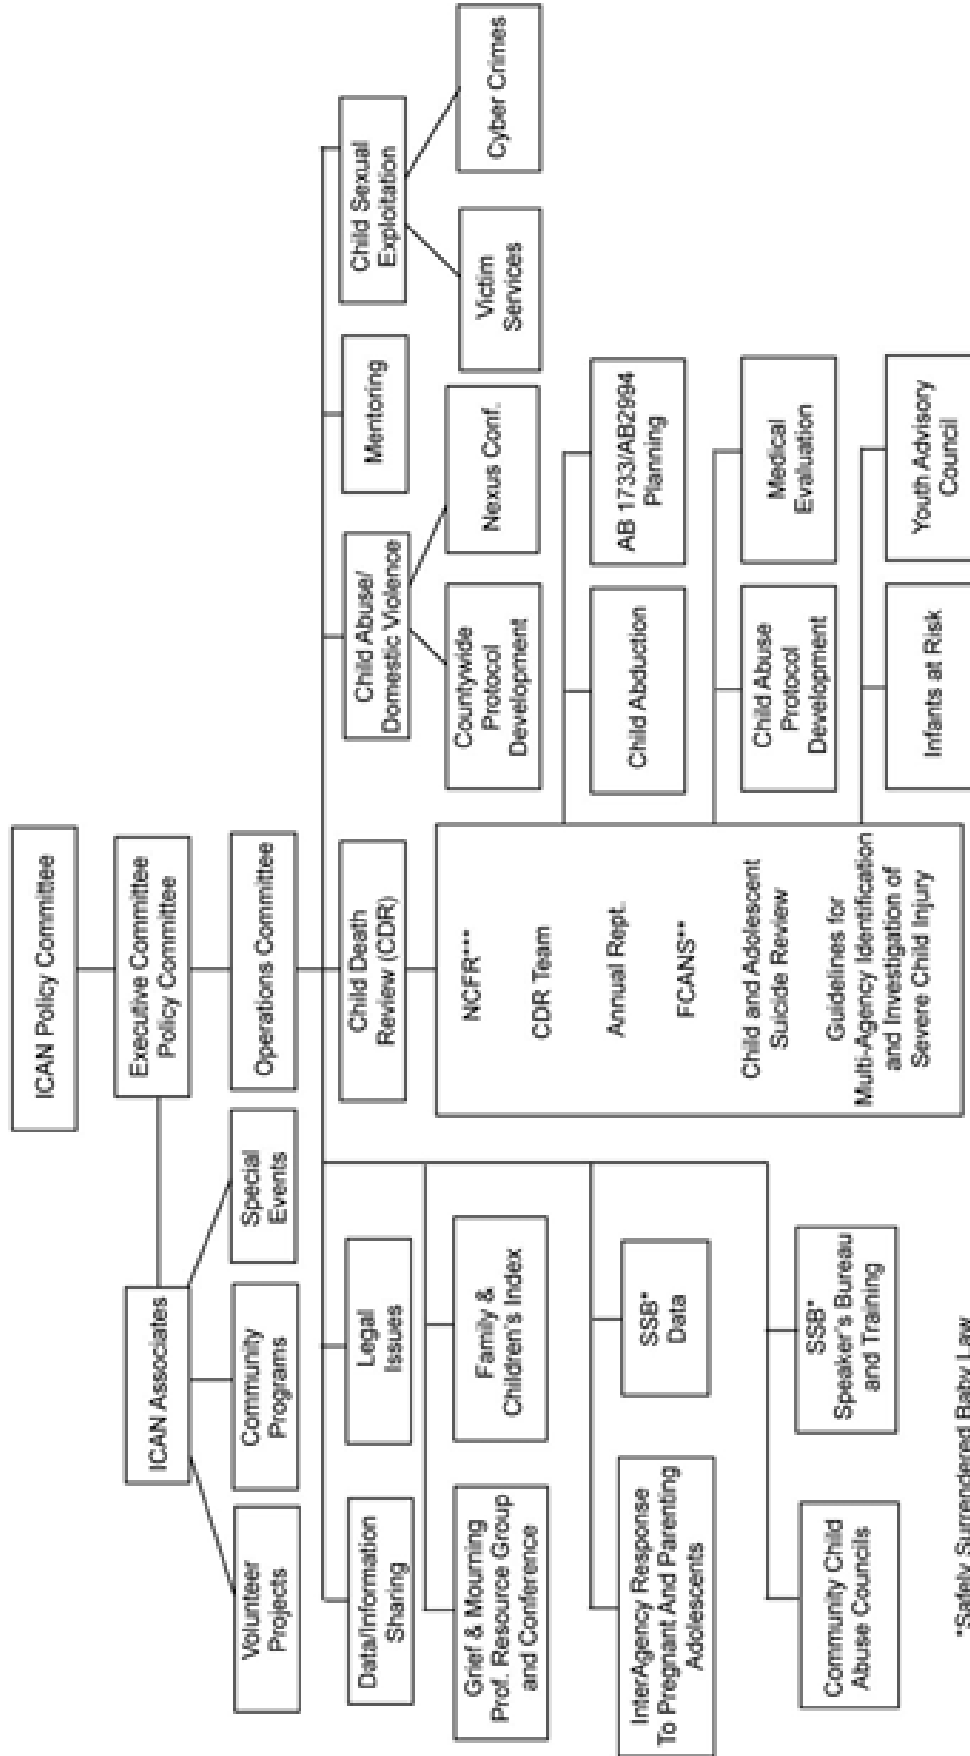 ICAN Policy Committee
Executive Committee
Policy Committee
ICAN Associates
Operations Committee
Volunteer
Projects
Community
Programs
Special
Events
Data/Information
Sharing
Legal
Issues
Child Death
Review (CDR)
Child Abuse/
Domestic Violence
Mentoring
Child Sexual
Exploitation
Grief & Mourning
Prof. Resource Group
and Conference
Family &
Children's Index
Countywide
Protocol
Development
Nexus Conf.
Victim
Services
Cyber Crimes
NCFR***
CDR Team
Annual Rept.
FCANS**
Child and Adolescent
Suicide Review
Guidelines for
Multi-Agency Identification
and Investigation of
Severe Child Injury
InterAgency Response
To Pregnant And Parenting
Adolescents
SSB*
Data
Child Abduction
AB 1733/AB2994
Planning
Community Child
Abuse Councils
SSB*
Speaker's Bureau
and Training
Child Abuse
Protocol
Development
Medical
Evaluation
Infants at Risk
Youth Advisory
Council
*Safely Surrendered Baby Law